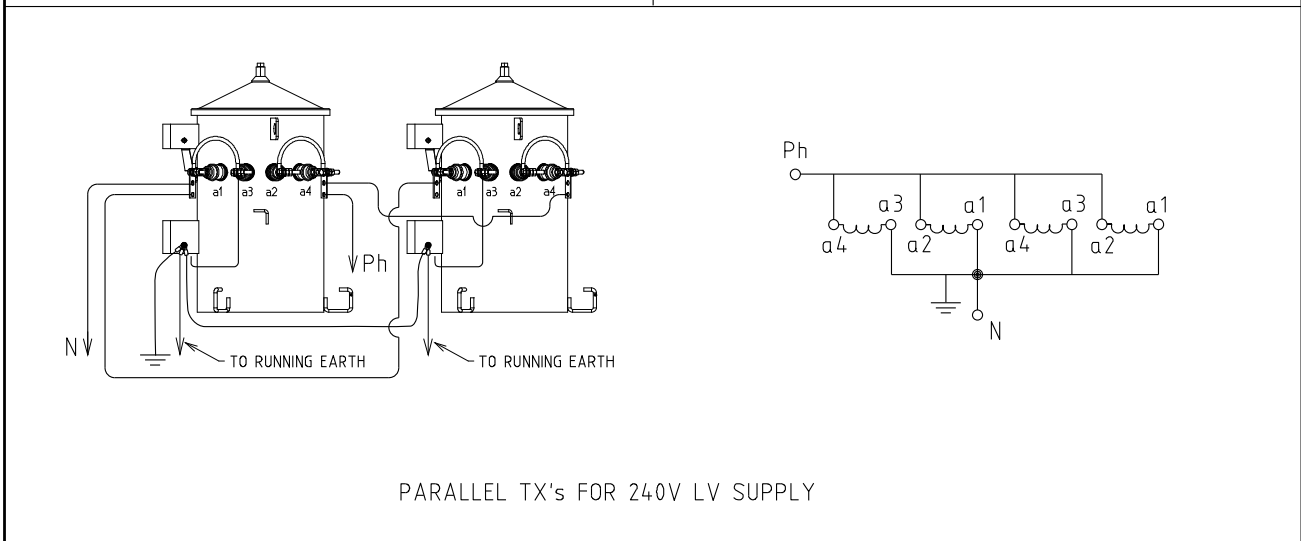 a1 a3 a2 a4
a1 a3 a2 a4
Ph
N
TO RUNNING EARTH
TO RUNNING EARTH
Ph
a3 a1 a3 a1
a4 a2 a4 a2
N
PARALLEL TX's FOR 240V LV SUPPLY